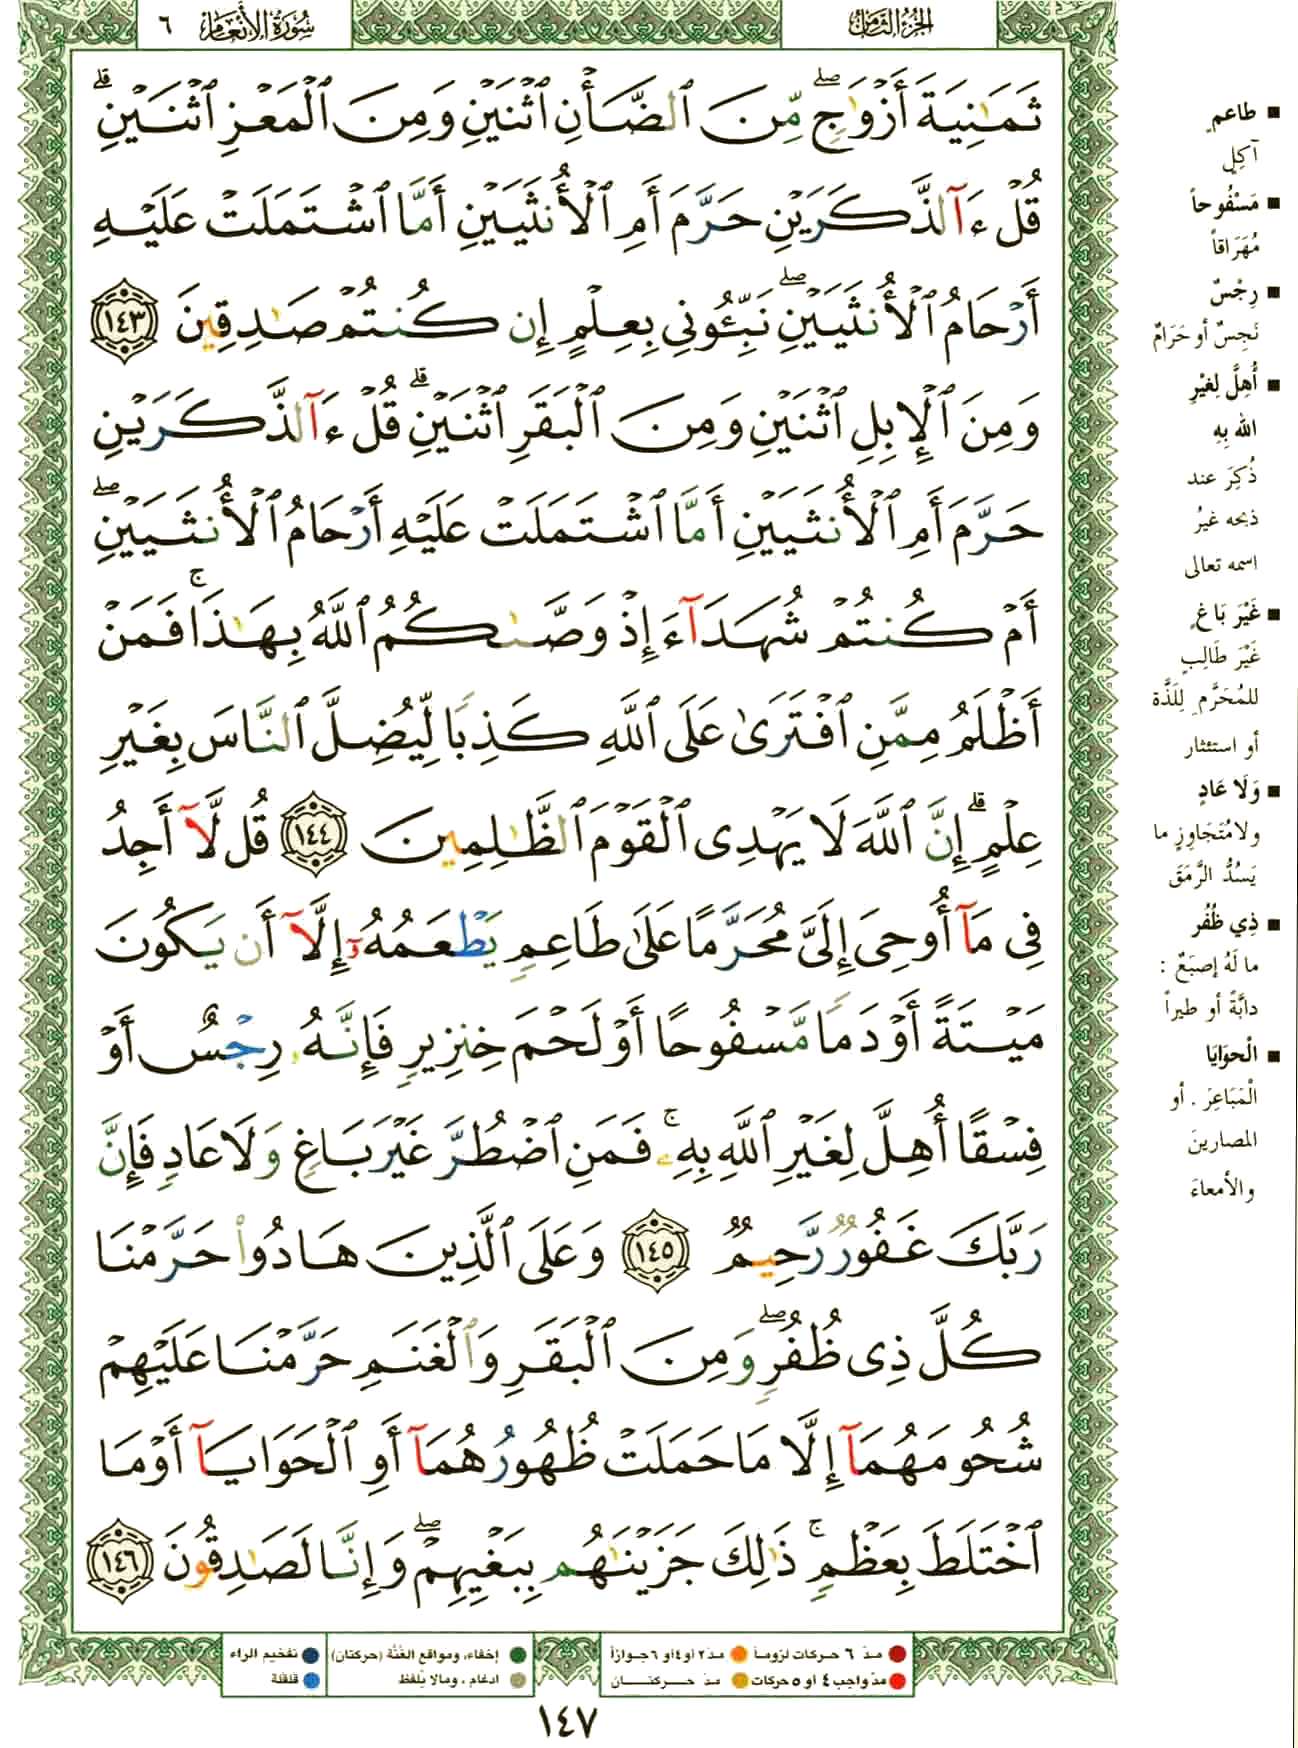 الجزء الثامن
سورة الأنعام ٦
ثَمَٰنِيَةَ أَزْوَٰجٍ ۖ مِّنَ ٱلضَّأْنِ ٱثْنَيْنِ وَمِنَ ٱلْمَعْزِ ٱثْنَيْنِ ۗ
قُلْ ءَآلذَّكَرَيْنِ حَرَّمَ أَمِ ٱلْأُنثَيَيْنِ أَمَّا ٱشْتَمَلَتْ عَلَيْهِ
أَرْحَامُ ٱلْأُنثَيَيْنِ ۖ نَبِّـُٔونِى بِعِلْمٍ إِن كُنتُمْ صَٰدِقِينَ ١٤٣
وَمِنَ ٱلْإِبِلِ ٱثْنَيْنِ وَمِنَ ٱلْبَقَرِ ٱثْنَيْنِ ۗ قُلْ ءَآلذَّكَرَيْنِ
حَرَّمَ أَمِ ٱلْأُنثَيَيْنِ أَمَّا ٱشْتَمَلَتْ عَلَيْهِ أَرْحَامُ ٱلْأُنثَيَيْنِ ۖ
أَمْ كُنتُمْ شُهَدَآءَ إِذْ وَصَّىٰكُمُ ٱللَّهُ بِهَٰذَا ۚ فَمَنْ
أَظْلَمُ مِمَّنِ ٱفْتَرَىٰ عَلَى ٱللَّهِ كَذِبًا لِّيُضِلَّ ٱلنَّاسَ بِغَيْرِ
عِلْمٍ ۗ إِنَّ ٱللَّهَ لَا يَهْدِى ٱلْقَوْمَ ٱلظَّٰلِمِينَ ١٤٤ قُل لَّآ أَجِدُ
فِى مَآ أُوحِىَ إِلَىَّ مُحَرَّمًا عَلَىٰ طَاعِمٍ يَطْعَمُهُۥٓ إِلَّآ أَن يَكُونَ
مَيْتَةً أَوْ دَمًا مَّسْفُوحًا أَوْ لَحْمَ خِنزِيرٍ فَإِنَّهُۥ رِجْسٌ أَوْ
فِسْقًا أُهِلَّ لِغَيْرِ ٱللَّهِ بِهِۦ ۚ فَمَنِ ٱضْطُرَّ غَيْرَ بَاغٍ وَلَا عَادٍ فَإِنَّ
رَبَّكَ غَفُورٌ رَّحِيمٌ ١٤٥ وَعَلَى ٱلَّذِينَ هَادُوا۟ حَرَّمْنَا
كُلَّ ذِى ظُفُرٍ ۖ وَمِنَ ٱلْبَقَرِ وَٱلْغَنَمِ حَرَّمْنَا عَلَيْهِمْ
شُحُومَهُمَآ إِلَّا مَا حَمَلَتْ ظُهُورُهُمَآ أَوِ ٱلْحَوَايَآ أَوْ مَا
ٱخْتَلَطَ بِعَظْمٍ ۚ ذَٰلِكَ جَزَيْنَٰهُم بِبَغْيِهِمْ ۖ وَإِنَّا لَصَٰدِقُونَ ١٤٦
■ طاعمٍ
آكِلٍ
■ مَسْفُوحاً
مُهَرَاقاً
■ رِجْسٌ
نَجِسٌ أو حَرَامٌ
■ أُهِلَّ لِغَيْرِ
الله بِهِ
ذُكِرَ عند
ذبحه غيرُ
اسمه تعالى
■ غَيْرَ بَاغٍ
غَيْرَ طَالِبٍ
للمُحَرَّمِ لِلَذَّة
أو استئثار
■ وَلَا عَادٍ
ولا مُتَجَاوِزٍ ما
يَسُدُّ الرَّمَقَ
■ ذِي ظُفُر
ما لَهُ إصبَعٌ :
دابَّةً أو طيراً
■ الْحَوَايَا
الْمَبَاعِرَ . أو
المصارينَ
والأمعاءَ
مدّ ٦ حركات لزوماً
مدّ ٢ أو ٤ أو ٦ جوازاً
مدّ واجب ٤ أو ٥ حركات
مدّ حركتان
إخفاء، ومواقع الغُنَّة (حركتان)
ادغام ، ومالا يُلفَظ
تفخيم الراء
قلقلة
١٤٧